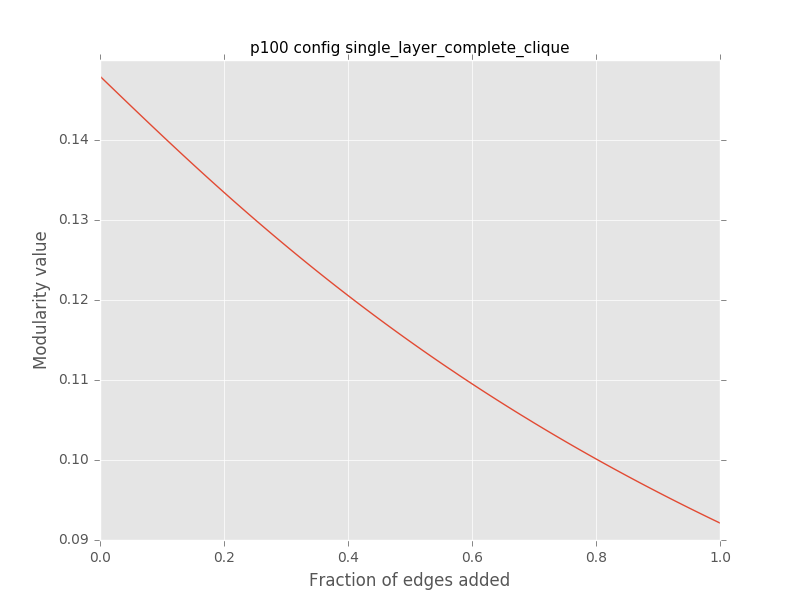 p100 config single_layer_complete_clique
0.14
0.13
0.12
0.11
0.10
0.09
Modularity value
0.0 0.2 0.4 0.6 0.8 1.0
Fraction of edges added